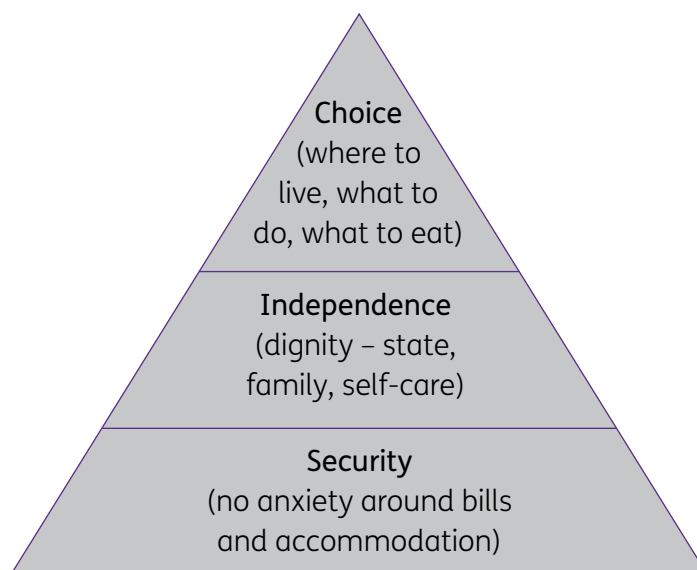 Choice
(where to
live, what to
do, what to eat)
Independence
(dignity – state,
family, self-care)
Security
(no anxiety around bills
and accommodation)